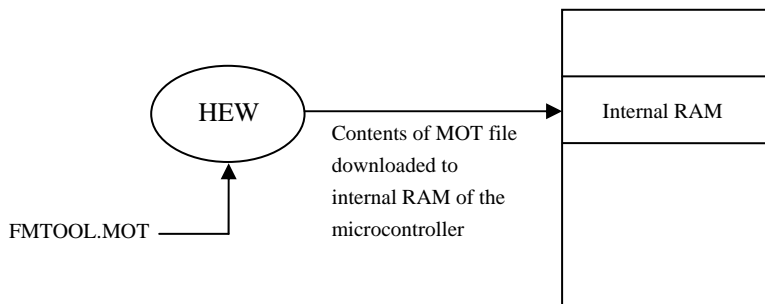 HEW
Internal RAM
Contents of MOT file
downloaded to
internal RAM of the
microcontroller
FMTOOL.MOT